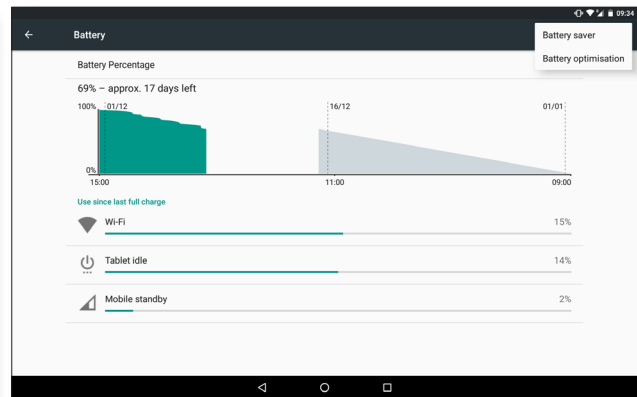 09:34
Battery
Battery saver
Battery optimisation
Battery Percentage
69% – approx. 17 days left
100% 01/12 16/12 01/01
0%
15:00 11:00 09:00
Use since last full charge
Wi-Fi 15%
Tablet idle 14%
Mobile standby 2%